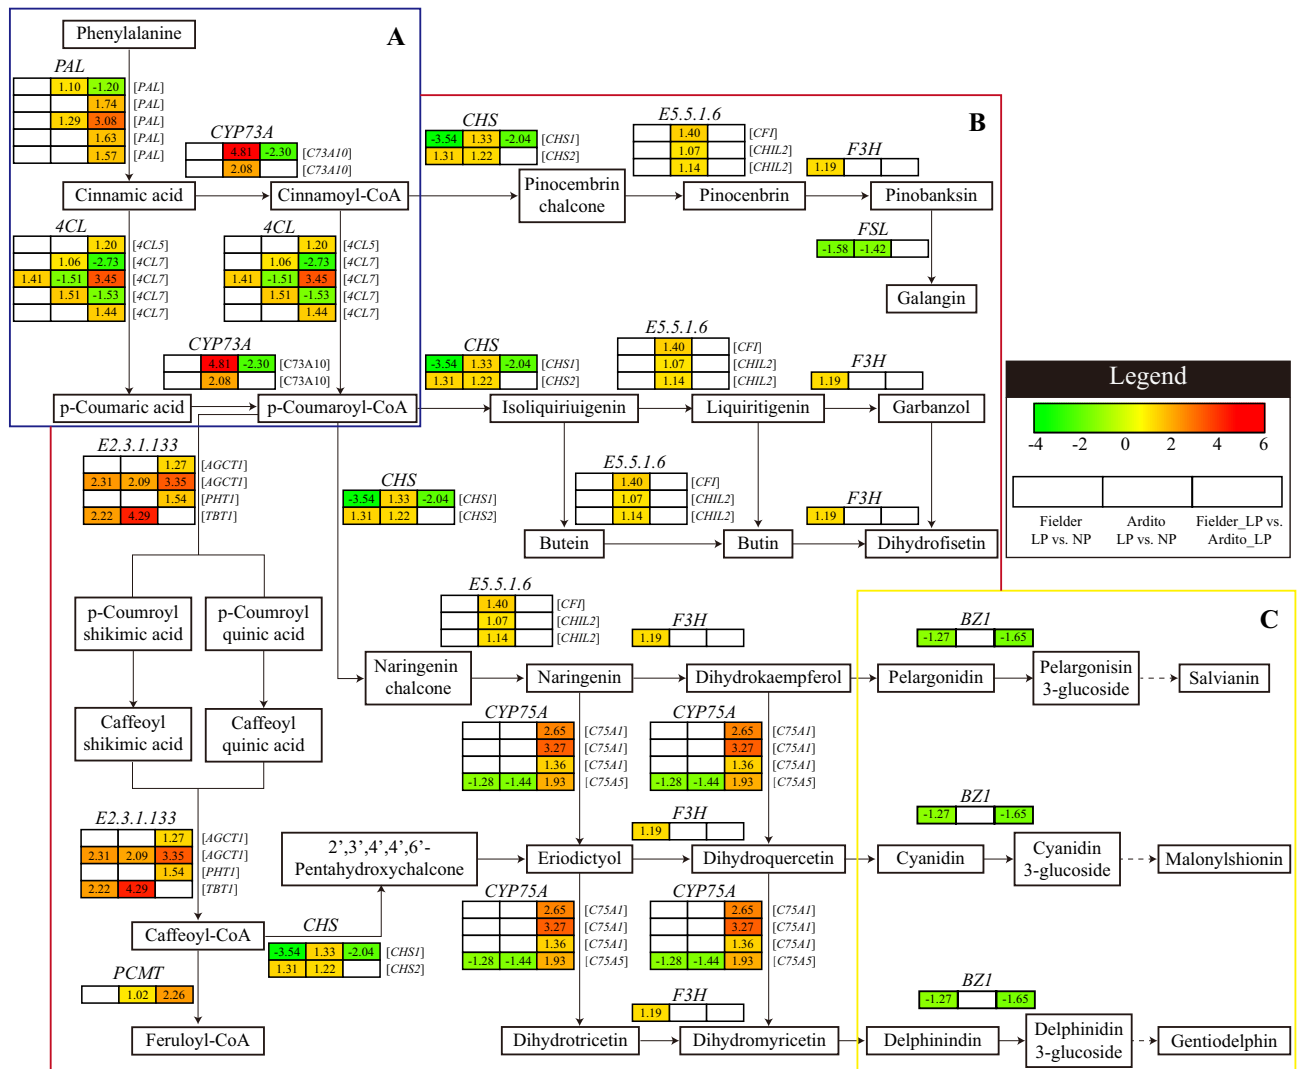 Phenylalanine
A
PAL
1.10 -1.20 [PAL]
1.74 [PAL]
1.29 3.08 [PAL]
1.63 [PAL]
1.57 [PAL]
CYP73A
4.81 -2.30 [C73A10]
2.08 [C73A10]
Cinnamic acid
Cinnamoyl-CoA
4CL
1.20 [4CL5]
1.06 -2.73 [4CL7]
1.41 -1.51 3.45 [4CL7]
1.51 -1.53 [4CL7]
1.44 [4CL7]
4CL
1.20 [4CL5]
1.06 -2.73 [4CL7]
1.41 -1.51 3.45 [4CL7]
1.51 -1.53 [4CL7]
1.44 [4CL7]
CYP73A
4.81 -2.30 [C73A10]
2.08 [C73A10]
p-Coumaric acid
p-Coumaroyl-CoA
B
CHS
-3.54 1.33 -2.04 [CHS1]
1.31 1.22 [CHS2]
E5.5.1.6
1.40 [CFI]
1.07 [CHIL2]
1.14 [CHIL2]
F3H
1.19
Pinocembrin
chalcone
Pinocenbrin
Pinobanksin
FSL
-1.58 -1.42
Galangin
CHS
-3.54 1.33 -2.04 [CHS1]
1.31 1.22 [CHS2]
E5.5.1.6
1.40 [CFI]
1.07 [CHIL2]
1.14 [CHIL2]
F3H
1.19
Isoliquiriuigenin
Liquiritigenin
Garbanzol
E5.5.1.6
1.40 [CFI]
1.07 [CHIL2]
1.14 [CHIL2]
F3H
1.19
Butein
Butin
Dihydrofisetin
Legend
-4 -2 0 2 4 6
Fielder
LP vs. NP
Ardito
LP vs. NP
Fielder_LP vs.
Ardito_LP
E2.3.1.133
1.27 [AGCT1]
2.31 2.09 3.35 [AGCT1]
1.54 [PHT1]
2.22 4.29 [TBT1]
CHS
-3.54 1.33 -2.04 [CHS1]
1.31 1.22 [CHS2]
p-Coumroyl
shikimic acid
p-Coumroyl
quinic acid
Caffeoyl
shikimic acid
Caffeoyl
quinic acid
E2.3.1.133
1.27 [AGCT1]
2.31 2.09 3.35 [AGCT1]
1.54 [PHT1]
2.22 4.29 [TBT1]
Caffeoyl-CoA
PCMT
1.02 2.26
Feruloyl-CoA
CHS
-3.54 1.33 -2.04 [CHS1]
1.31 1.22 [CHS2]
2’,3’,4’,4’,6’-
Pentahydroxychalcone
E5.5.1.6
1.40 [CFI]
1.07 [CHIL2]
1.14 [CHIL2]
F3H
1.19
Naringenin
chalcone
Naringenin
Dihydrokaempferol
CYP75A
2.65 [C75A1]
3.27 [C75A1]
1.36 [C75A1]
-1.28 -1.44 1.93 [C75A5]
CYP75A
2.65 [C75A1]
3.27 [C75A1]
1.36 [C75A1]
-1.28 -1.44 1.93 [C75A5]
F3H
1.19
Eriodictyol
Dihydroquercetin
CYP75A
2.65 [C75A1]
3.27 [C75A1]
1.36 [C75A1]
-1.28 -1.44 1.93 [C75A5]
CYP75A
2.65 [C75A1]
3.27 [C75A1]
1.36 [C75A1]
-1.28 -1.44 1.93 [C75A5]
F3H
1.19
Dihydrotricetin
Dihydromyricetin
C
BZ1
-1.27 -1.65
Pelargonidin
Pelargonisin
3-glucoside
Salvianin
BZ1
-1.27 -1.65
Cyanidin
Cyanidin
3-glucoside
Malonylshionin
BZ1
-1.27 -1.65
Delphinindin
Delphinidin
3-glucoside
Gentiodelphin